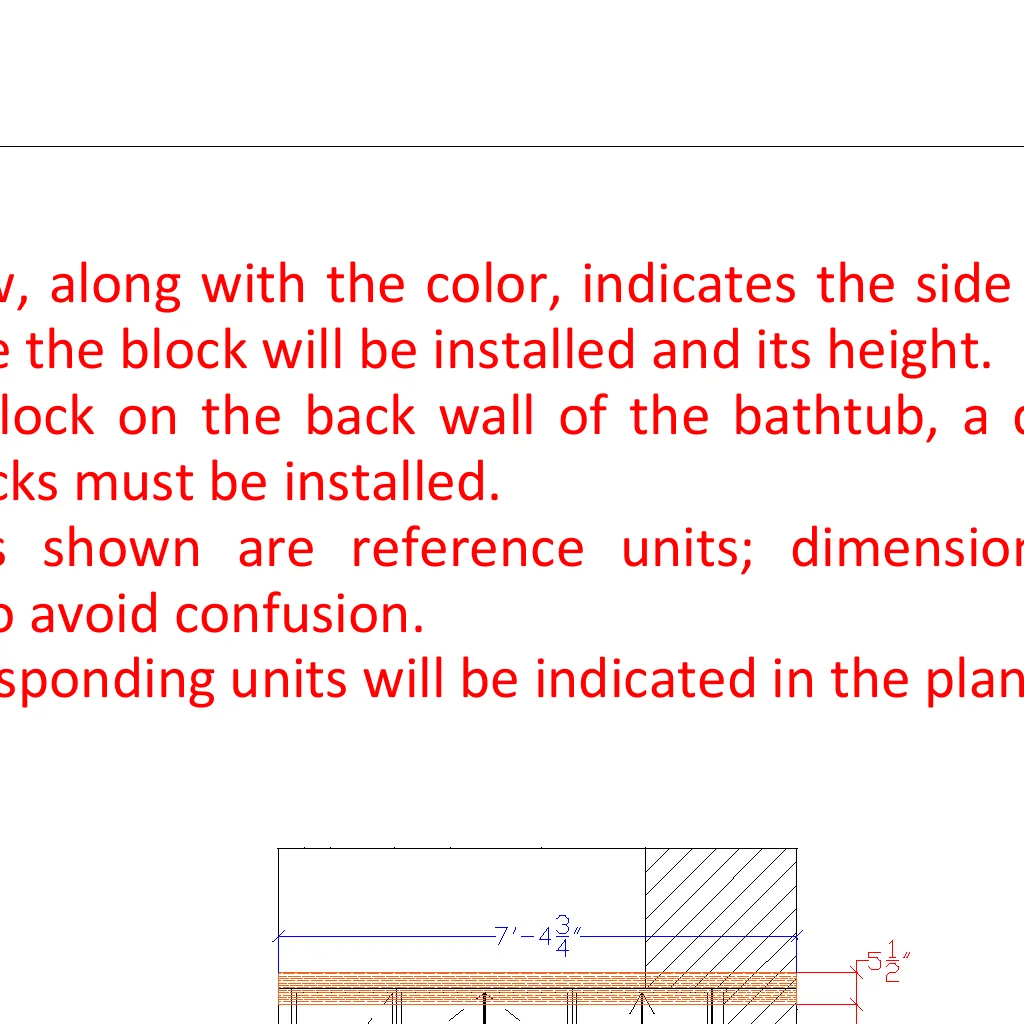 , along with the color, indicates the side
the block will be installed and its height.
lock on the back wall of the bathtub, a
cks must be installed.
s shown are reference units; dimension
o avoid confusion.
sponding units will be indicated in the plan
7'-4 3/4"
5 1/2"